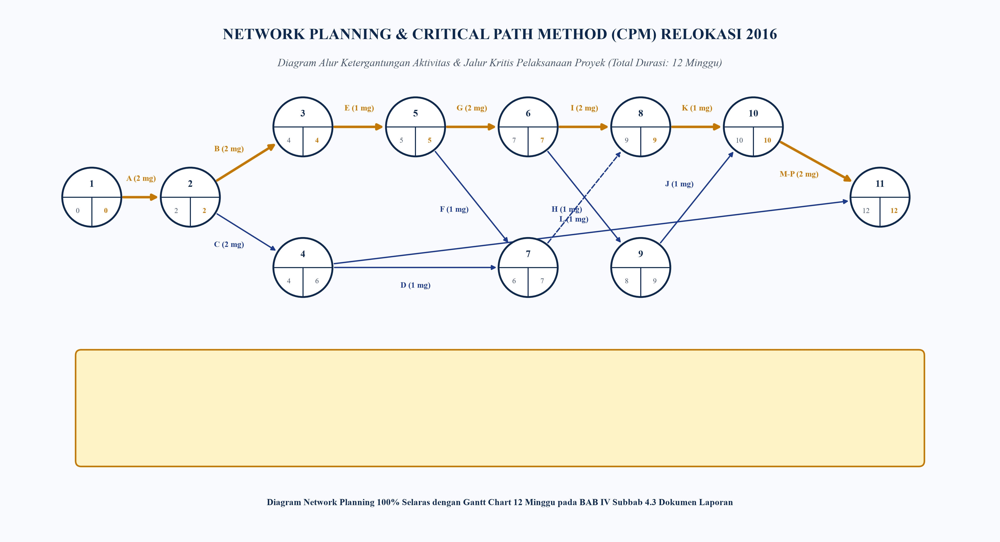 NETWORK PLANNING & CRITICAL PATH METHOD (CPM) RELOKASI 2016
Diagram Alur Ketergantungan Aktivitas & Jalur Kritis Pelaksanaan Proyek (Total Durasi: 12 Minggu)
3
4 4
E (1 mg)
5
5 5
G (2 mg)
6
7 7
I (2 mg)
8
9 9
K (1 mg)
10
10 10
B (2 mg)
A (2 mg)
M-P (2 mg)
1
0 0
2
2 2
J (1 mg)
11
12 12
F (1 mg)
H (1 mg)
L (1 mg)
C (2 mg)
4
4 6
D (1 mg)
7
6 7
9
8 9
Diagram Network Planning 100% Selaras dengan Gantt Chart 12 Minggu pada BAB IV Subbab 4.3 Dokumen Laporan